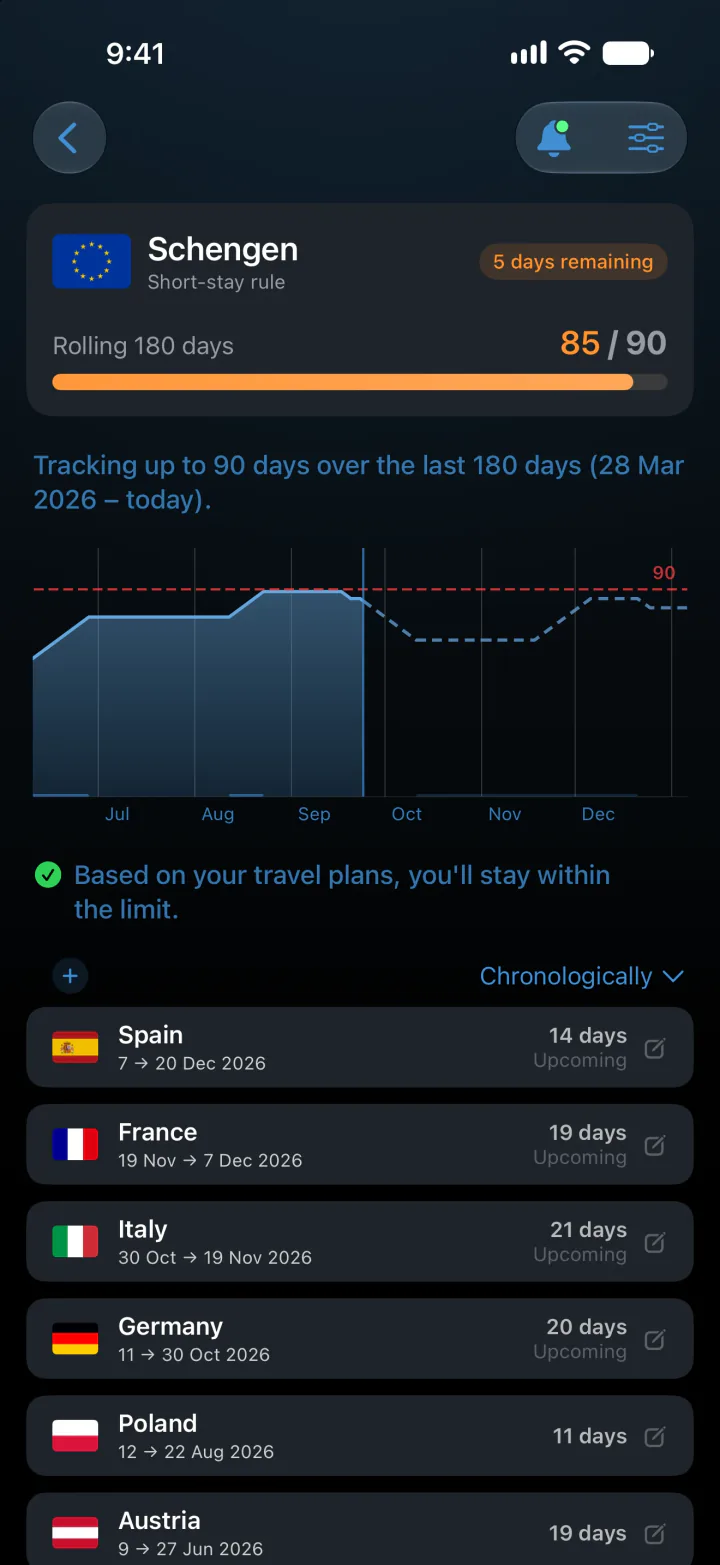 9:41
Schengen
Short-stay rule
5 days remaining
Rolling 180 days
85 / 90
Tracking up to 90 days over the last 180 days (28 Mar
2026 – today).
90
Jul Aug Sep Oct Nov Dec
Based on your travel plans, you'll stay within
the limit.
+
Chronologically
Spain
14 days
7 → 20 Dec 2026
Upcoming
France
19 days
19 Nov → 7 Dec 2026
Upcoming
Italy
21 days
30 Oct → 19 Nov 2026
Upcoming
Germany
20 days
11 → 30 Oct 2026
Upcoming
Poland
11 days
12 → 22 Aug 2026
Austria
19 days
9 → 27 Jun 2026